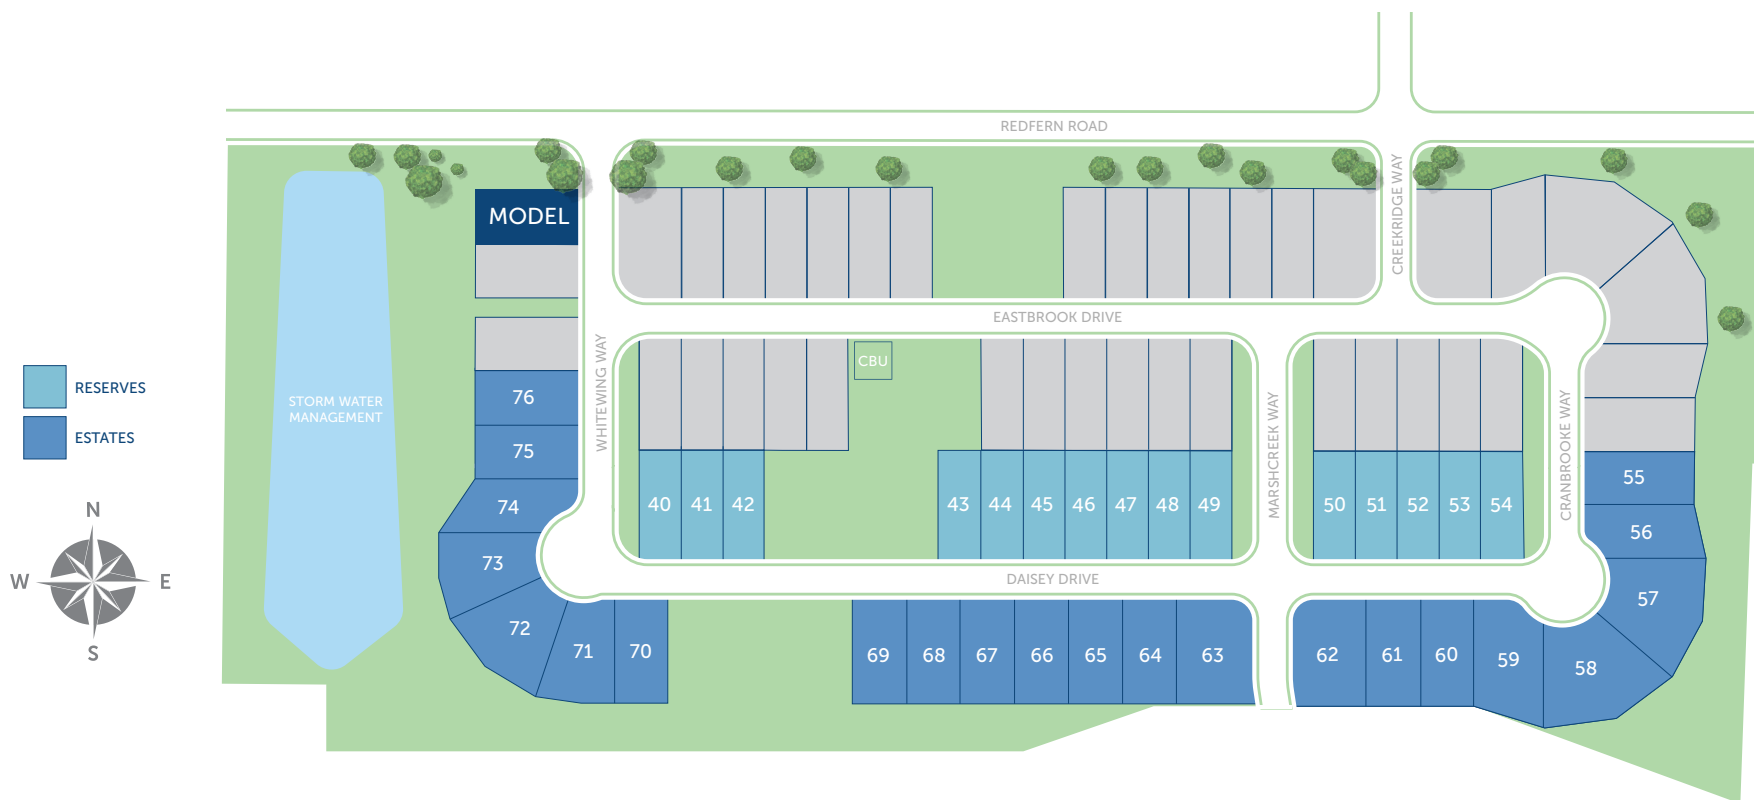 REDFERN ROAD
CREEKRIDGE WAY
MODEL
EASTBROOK DRIVE
WHITEWING WAY
CBU
RESERVES
ESTATES
STORM WATER
MANAGEMENT
MARSHCREEK WAY
CRANBROOKE WAY
76
75
74
73
72
71
70
40
41
42
43
44
45
46
47
48
49
50
51
52
53
54
55
56
57
58
59
60
61
62
63
64
65
66
67
68
69
DAISEY DRIVE
N
W
E
S